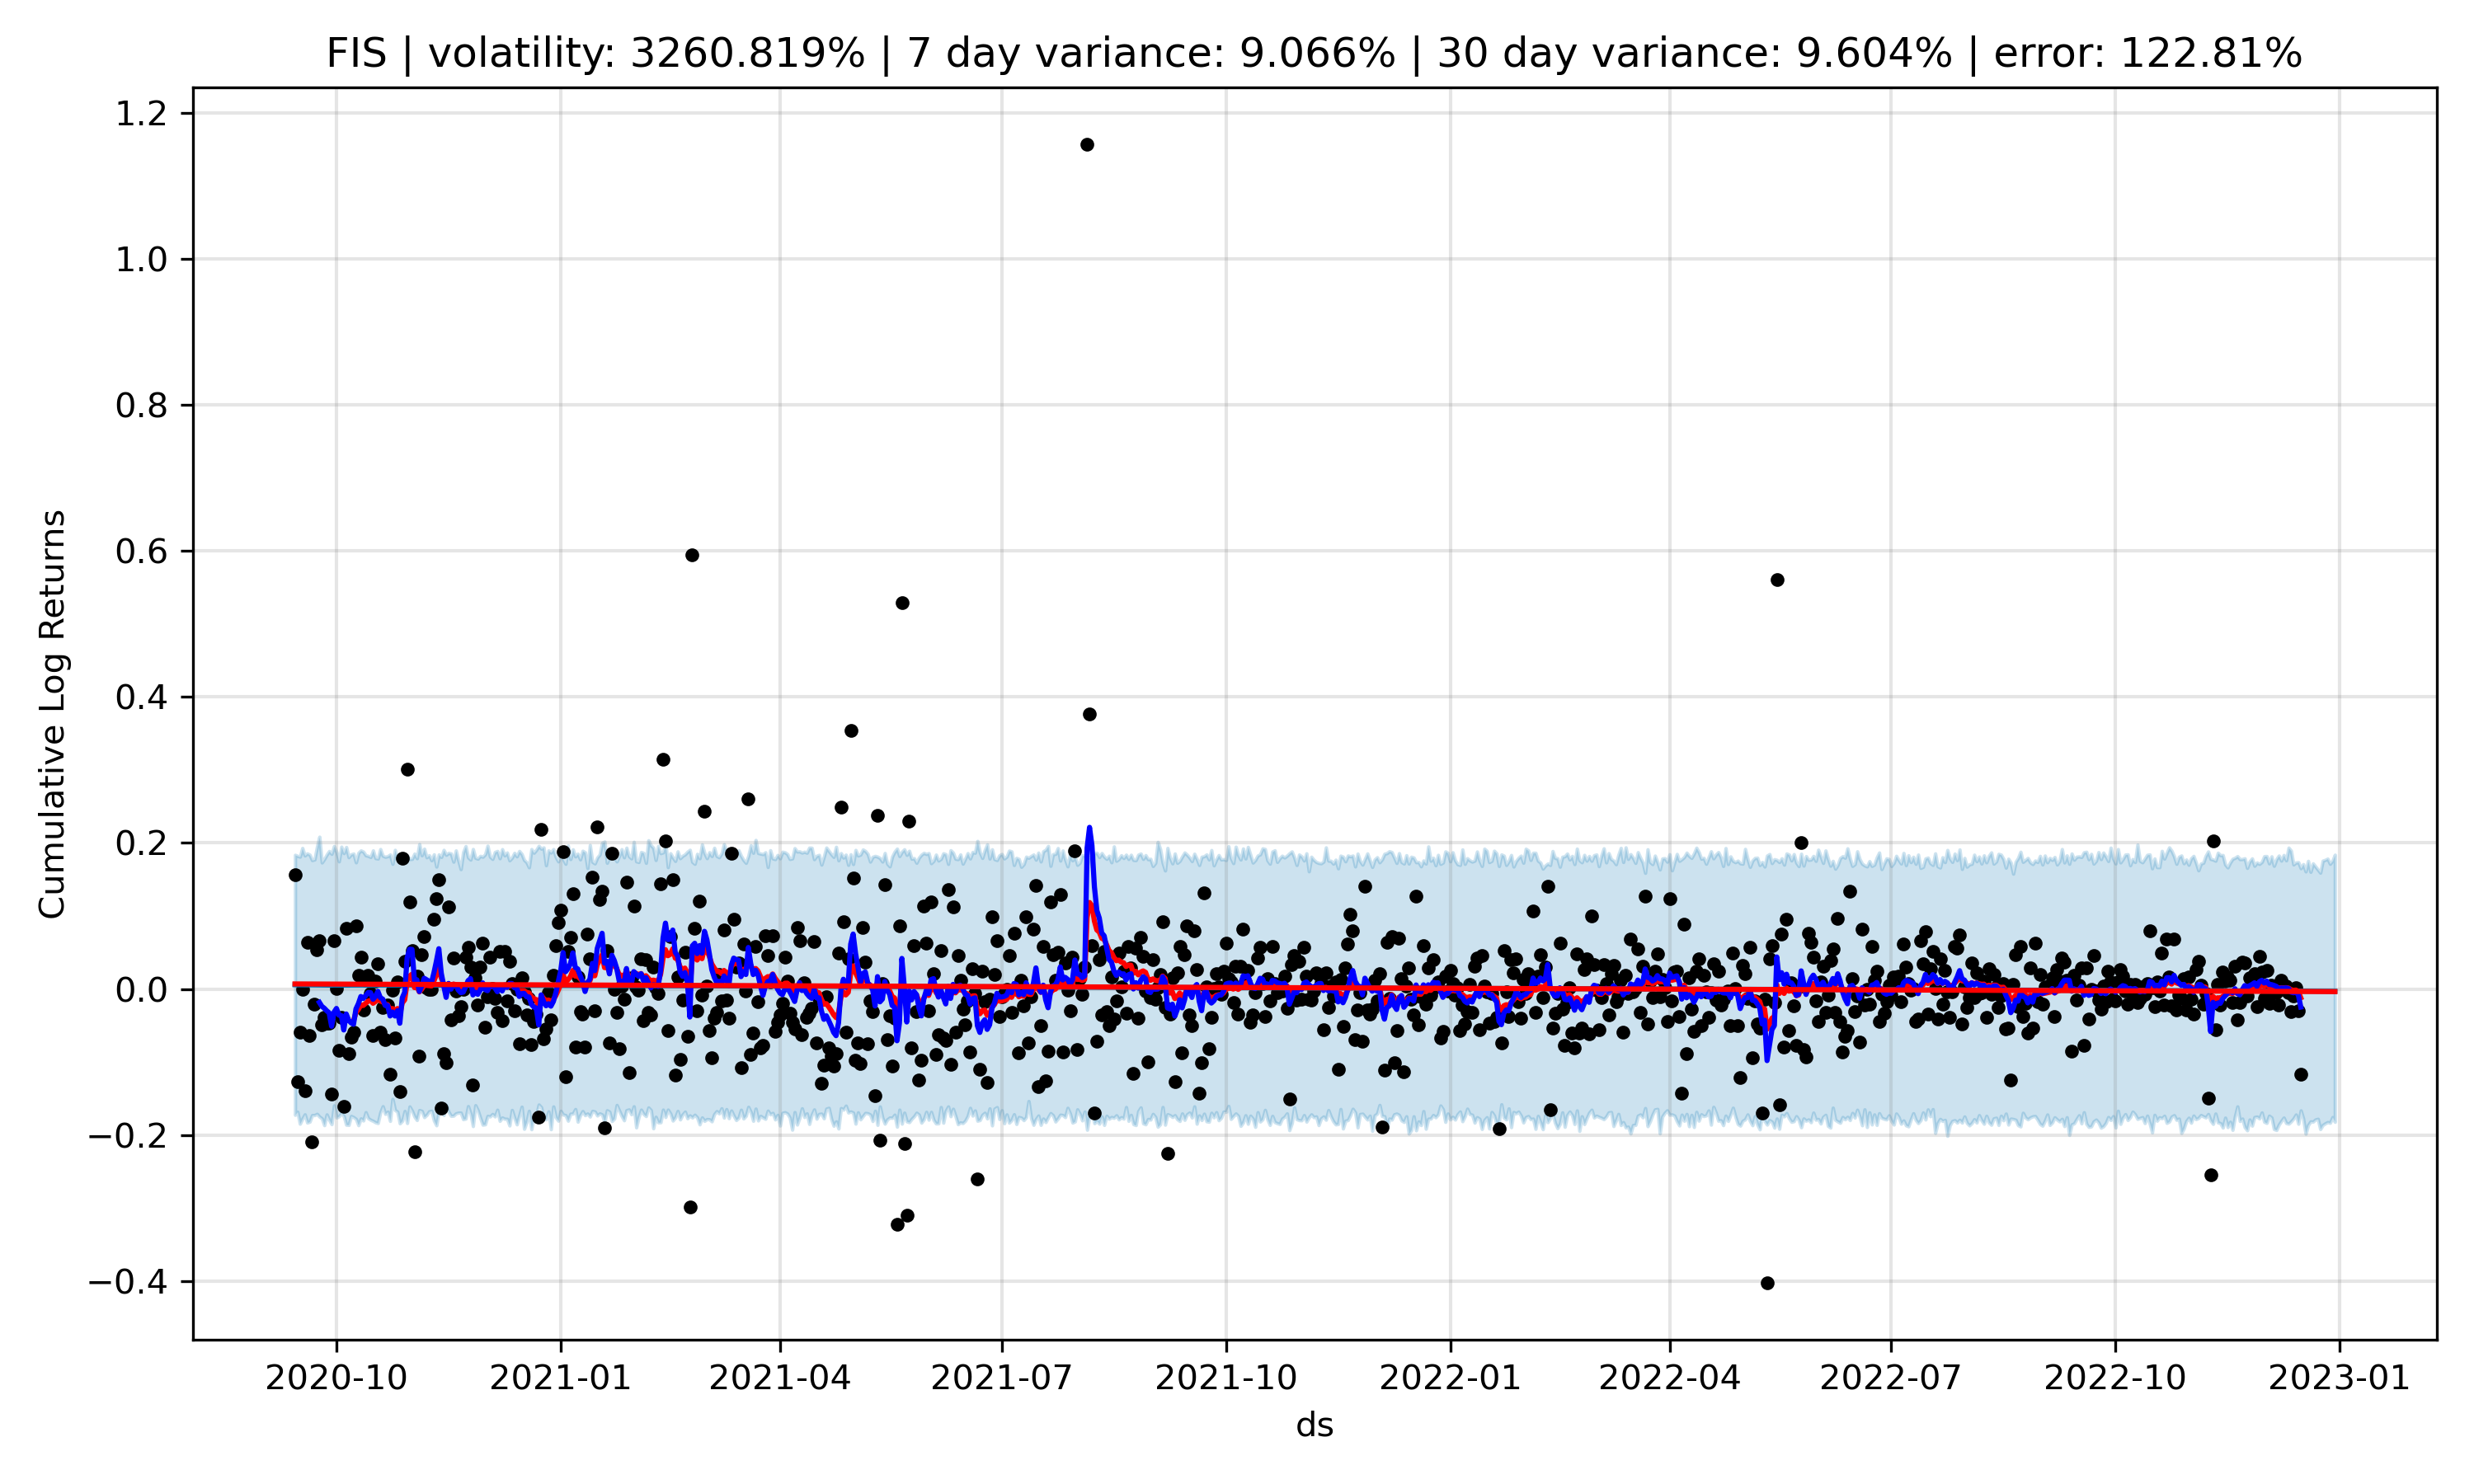 FIS | volatility: 3260.819% | 7 day variance: 9.066% | 30 day variance: 9.604% | error: 122.81%
1.2
1.0
0.8
0.6
0.4
0.2
0.0
−0.2
−0.4
Cumulative Log Returns
2020-10 2021-01 2021-04 2021-07 2021-10 2022-01 2022-04 2022-07 2022-10 2023-01
ds